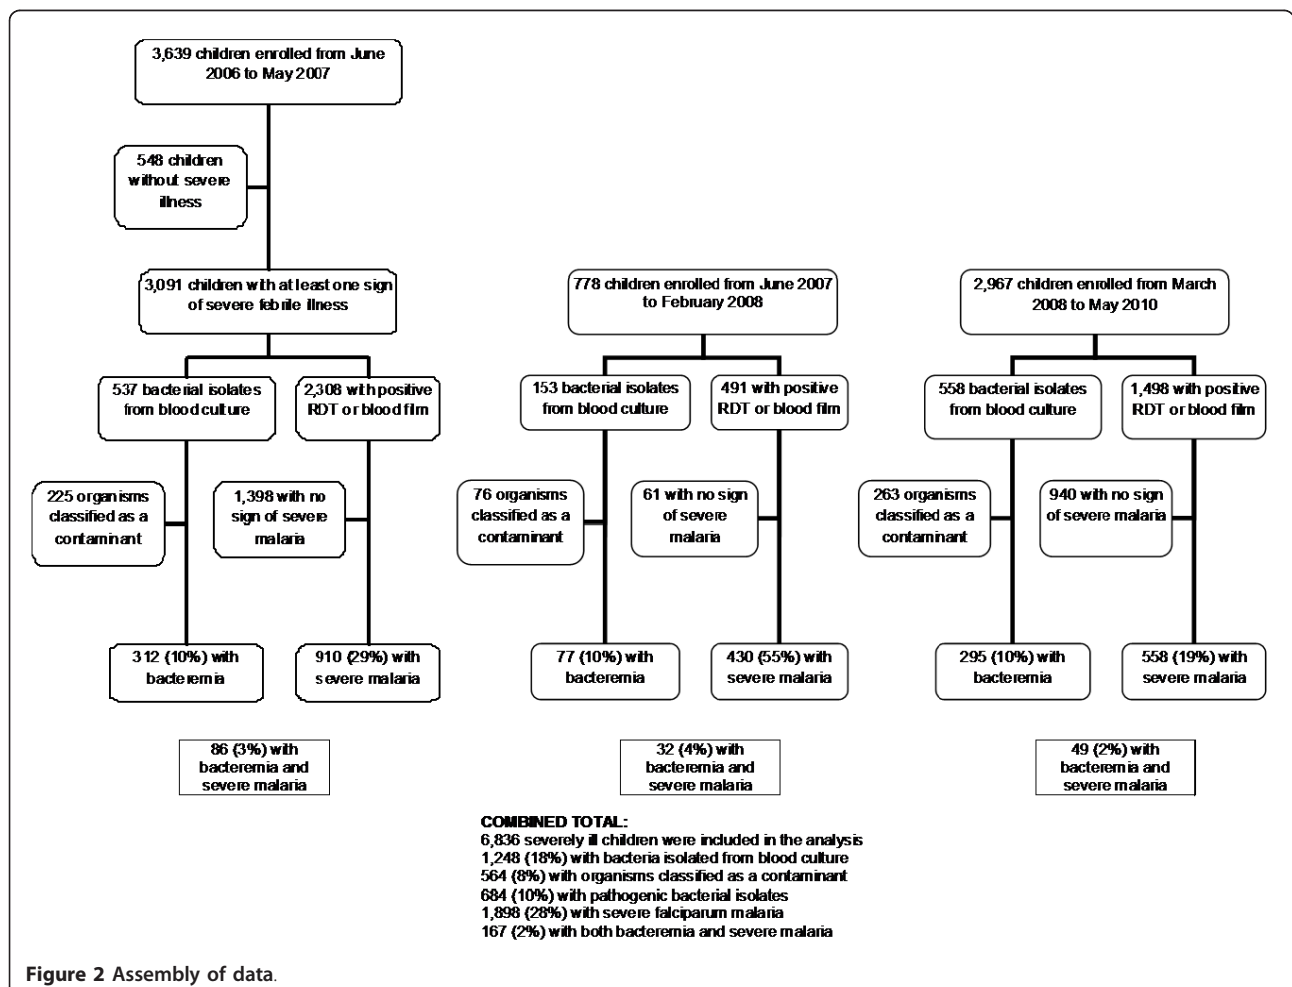 3,639 children enrolled from June
2006 to May 2007
548 children
without severe
illness
3,091 children with at least one sign
of severe febrile illness
537 bacterial isolates
from blood culture
2,308 with positive
RDT or blood film
225 organisms
classified as a
contaminant
1,398 with no
sign of severe
malaria
312 (10%) with
bacteremia
910 (29%) with
severe malaria
86 (3%) with
bacteremia and
severe malaria
778 children enrolled from June 2007
to February 2008
153 bacterial isolates
from blood culture
491 with positive
RDT or blood film
76 organisms
classified as a
contaminant
61 with no sign
of severe
malaria
77 (10%) with
bacteremia
430 (55%) with
severe malaria
32 (4%) with
bacteremia and
severe malaria
2,967 children enrolled from March
2008 to May 2010
558 bacterial isolates
from blood culture
1,498 with positive
RDT or blood film
263 organisms
classified as a
contaminant
940 with no sign
of severe malaria
295 (10%) with
bacteremia
558 (19%) with
severe malaria
49 (2%) with
bacteremia and
severe malaria
COMBINED TOTAL:
6,836 severely ill children were included in the analysis
1,248 (18%) with bacteria isolated from blood culture
564 (8%) with organisms classified as a contaminant
684 (10%) with pathogenic bacterial isolates
1,898 (28%) with severe falciparum malaria
167 (2%) with both bacteremia and severe malaria
Figure 2 Assembly of data.